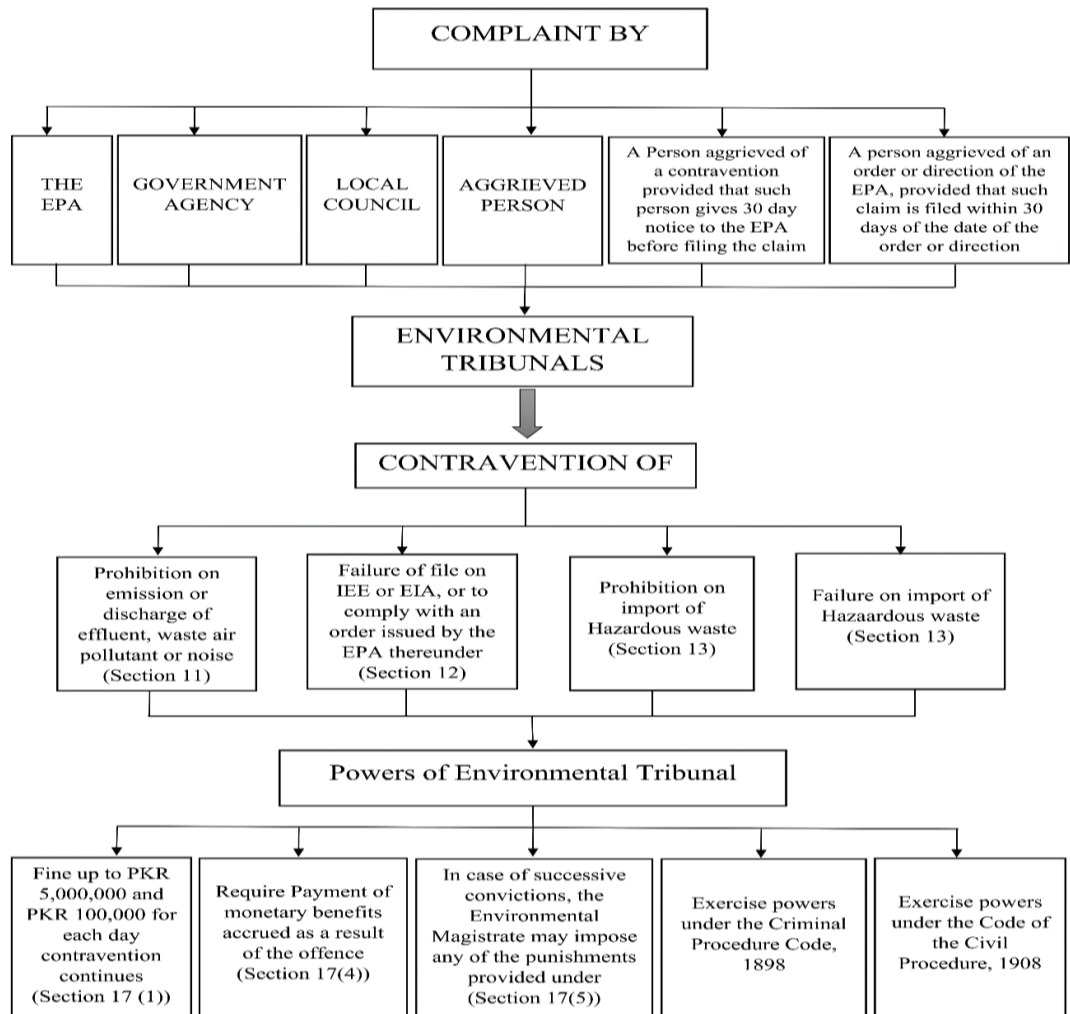 COMPLAINT BY
THE
EPA
GOVERNMENT
AGENCY
LOCAL
COUNCIL
AGGRIEVED
PERSON
A Person aggrieved of
a contravention
provided that such
person gives 30 day
notice to the EPA
before filing the claim
A person aggrieved of an
order or direction of the
EPA, provided that such
claim is filed within 30
days of the date of the
order or direction
ENVIRONMENTAL
TRIBUNALS
CONTRAVENTION OF
Prohibition on
emission or
discharge of
effluent, waste air
pollutant or noise
(Section 11)
Failure of file on
IEE or EIA, or to
comply with an
order issued by the
EPA thereunder
(Section 12)
Prohibition on
import of
Hazardous waste
(Section 13)
Failure on import of
Hazaardous waste
(Section 13)
Powers of Environmental Tribunal
Fine up to PKR
5,000,000 and
PKR 100,000 for
each day
contravention
continues
(Section 17 (1))
Require Payment of
monetary benefits
accrued as a result
of the offence
(Section 17(4))
In case of successive
convictions, the
Environmental
Magistrate may impose
any of the punishments
provided under
(Section 17(5))
Exercise powers
under the Criminal
Procedure Code,
1898
Exercise powers
under the Code of
the Civil
Procedure, 1908